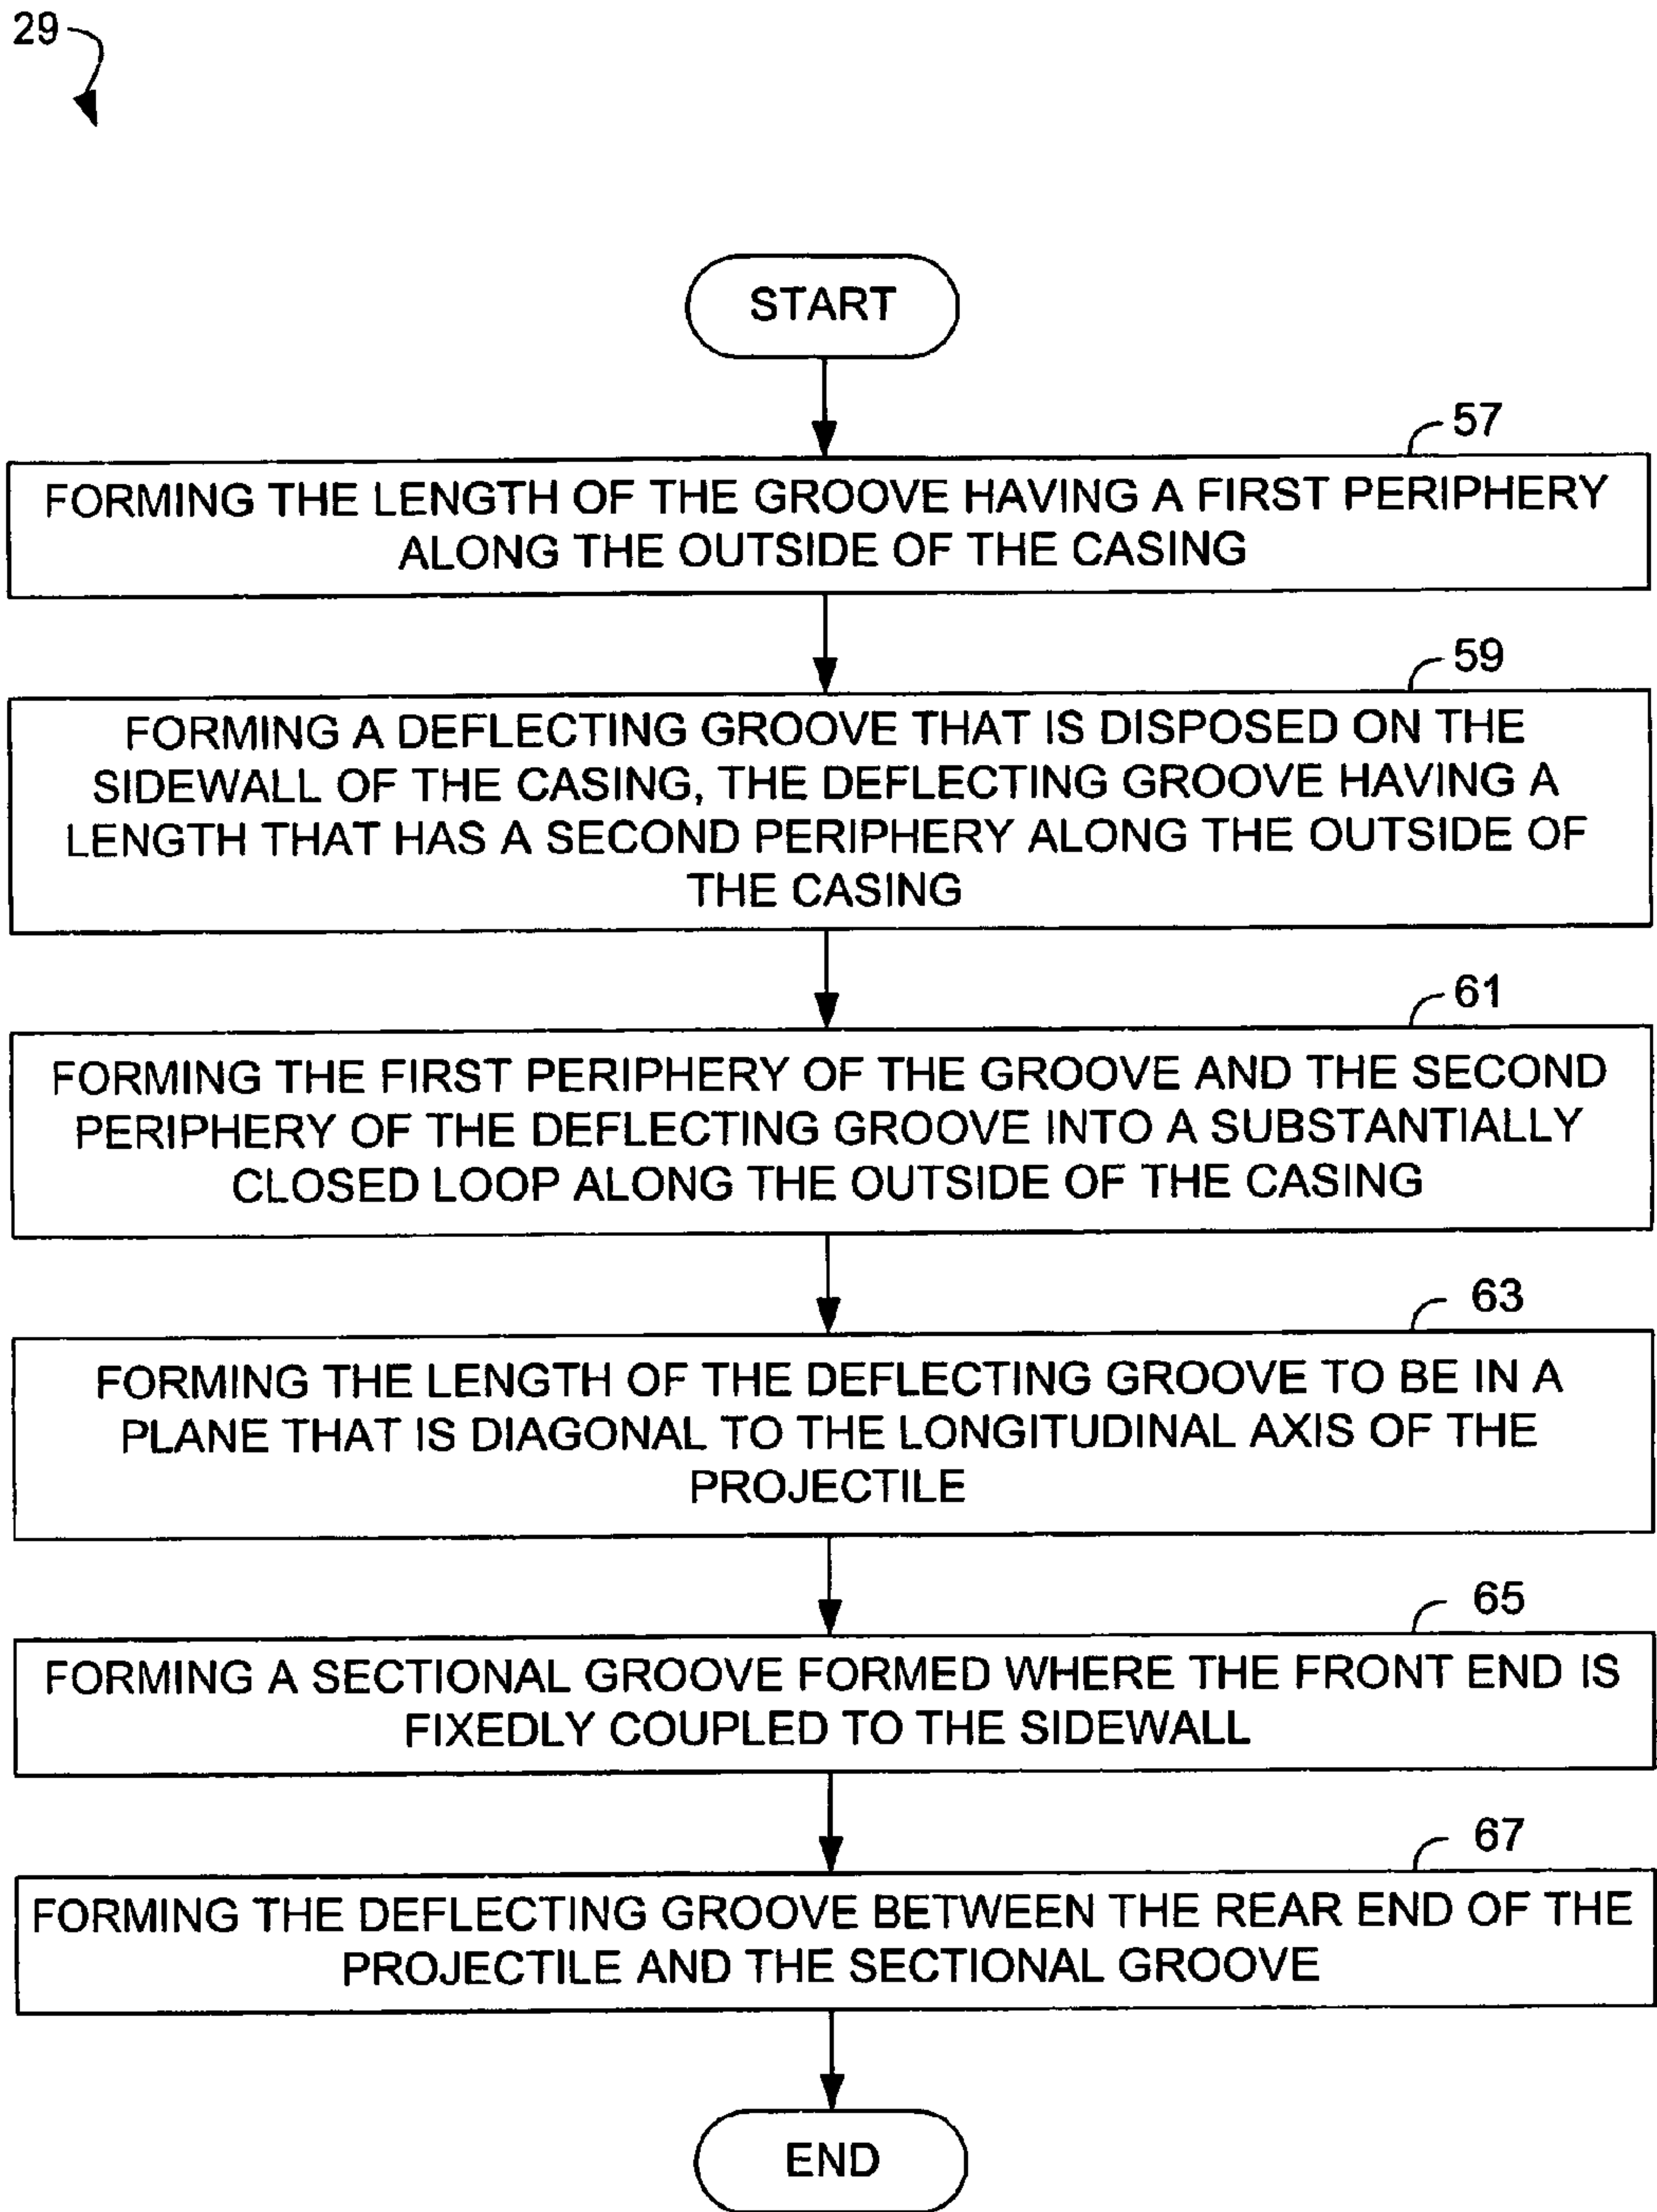 29
START
57
FORMING THE LENGTH OF THE GROOVE HAVING A FIRST PERIPHERY
ALONG THE OUTSIDE OF THE CASING
59
FORMING A DEFLECTING GROOVE THAT IS DISPOSED ON THE
SIDEWALL OF THE CASING, THE DEFLECTING GROOVE HAVING A
LENGTH THAT HAS A SECOND PERIPHERY ALONG THE OUTSIDE OF
THE CASING
61
FORMING THE FIRST PERIPHERY OF THE GROOVE AND THE SECOND
PERIPHERY OF THE DEFLECTING GROOVE INTO A SUBSTANTIALLY
CLOSED LOOP ALONG THE OUTSIDE OF THE CASING
63
FORMING THE LENGTH OF THE DEFLECTING GROOVE TO BE IN A
PLANE THAT IS DIAGONAL TO THE LONGITUDINAL AXIS OF THE
PROJECTILE
65
FORMING A SECTIONAL GROOVE FORMED WHERE THE FRONT END IS
FIXEDLY COUPLED TO THE SIDEWALL
67
FORMING THE DEFLECTING GROOVE BETWEEN THE REAR END OF THE
PROJECTILE AND THE SECTIONAL GROOVE
END